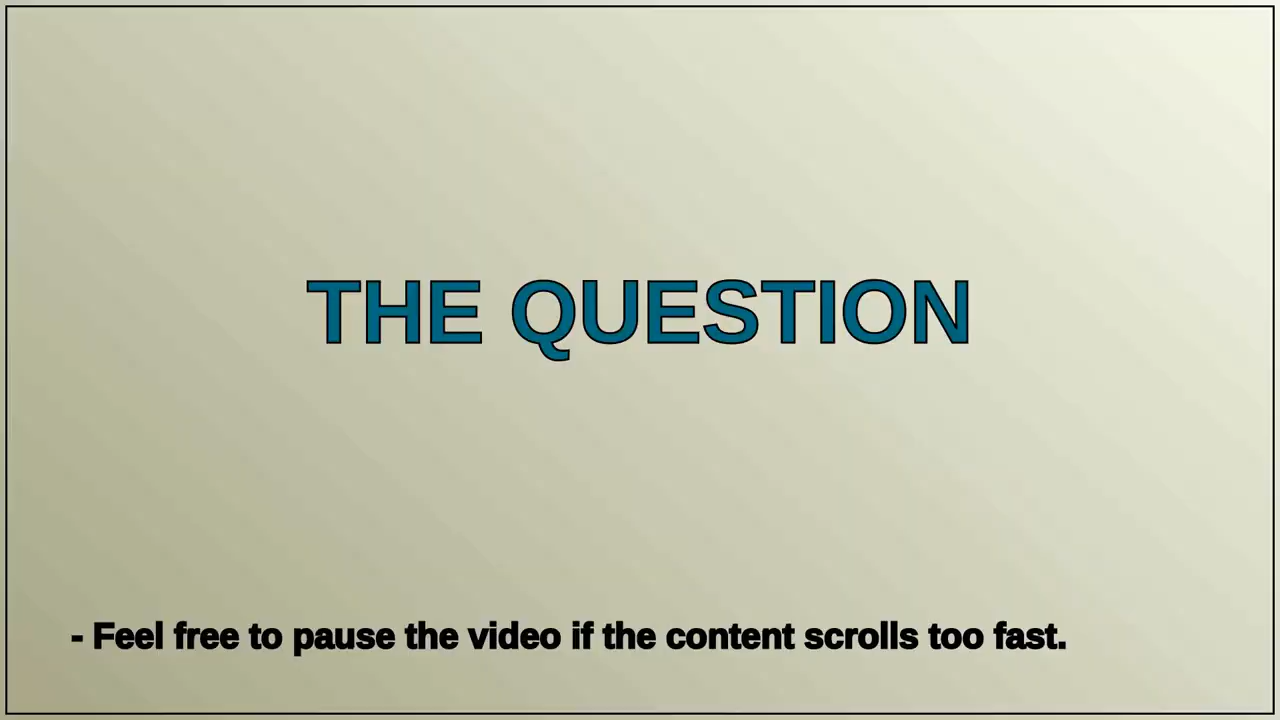 THE QUESTION
- Feel free to pause the video if the content scrolls too fast.